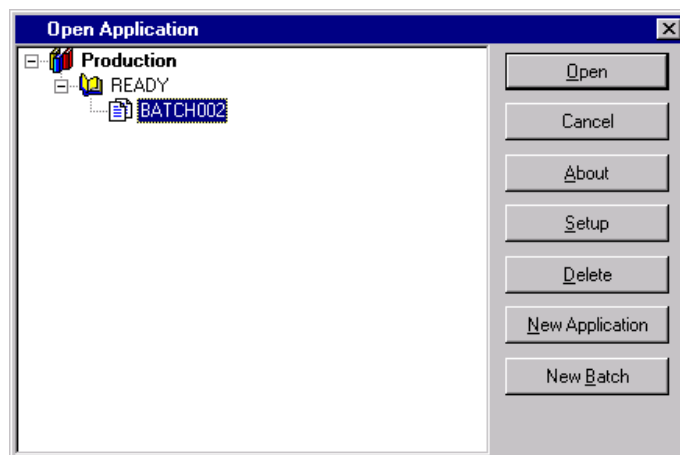 Open Application
Production
READY
BATCH002
Open
Cancel
About
Setup
Delete
New Application
New Batch